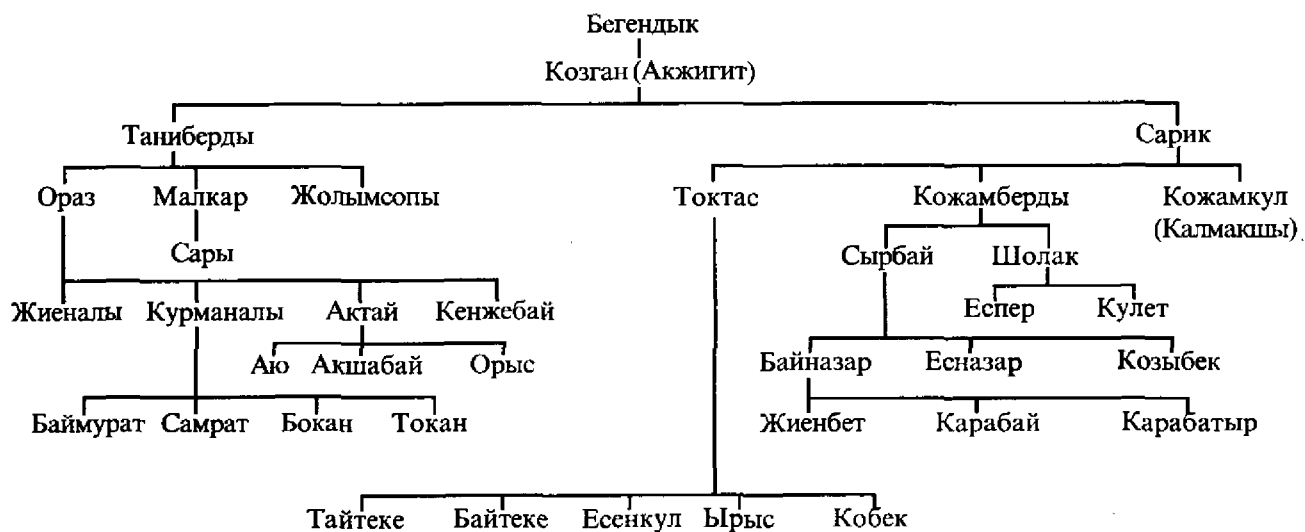 Бегендык
Козган (Акжигит)
Таниберды Сарик
Ораз Малкар Жолымсопы Токтас Кожамберды Кожамкул
(Калмакшы)
Сары Сырбай Шолак
Жиеналы Курманалы Актай Кенжебай Еспер Кулет
Аю Акшабай Орыс Байназар Есназар Козыбек
Баймурат Самрат Бокан Токан Жиенбет Карабай Карабатыр
Тайтеке Байтеке Есенкул Ырыс Кобек